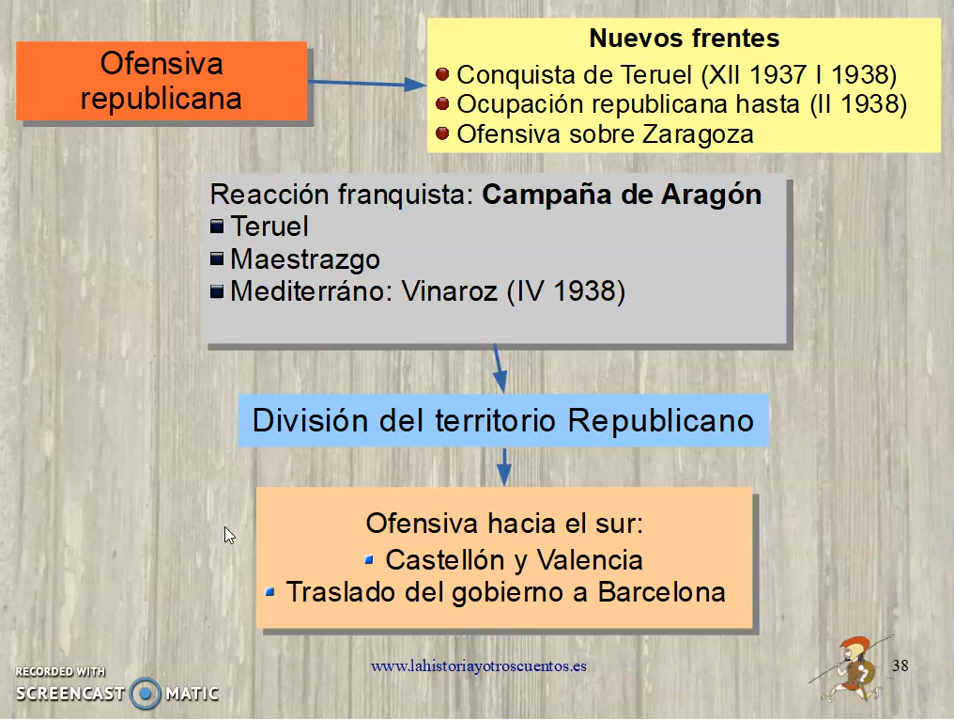 Ofensiva
republicana
Nuevos frentes
Conquista de Teruel (XII 1937 I 1938)
Ocupación republicana hasta (II 1938)
Ofensiva sobre Zaragoza
Reacción franquista: Campaña de Aragón
Teruel
Maestrazgo
Mediterráno: Vinaroz (IV 1938)
División del territorio Republicano
Ofensiva hacia el sur:
Castellón y Valencia
Traslado del gobierno a Barcelona
www.lahistoriayotroscuentos.es
38
RECORDED WITH
SCREENCAST MATIC